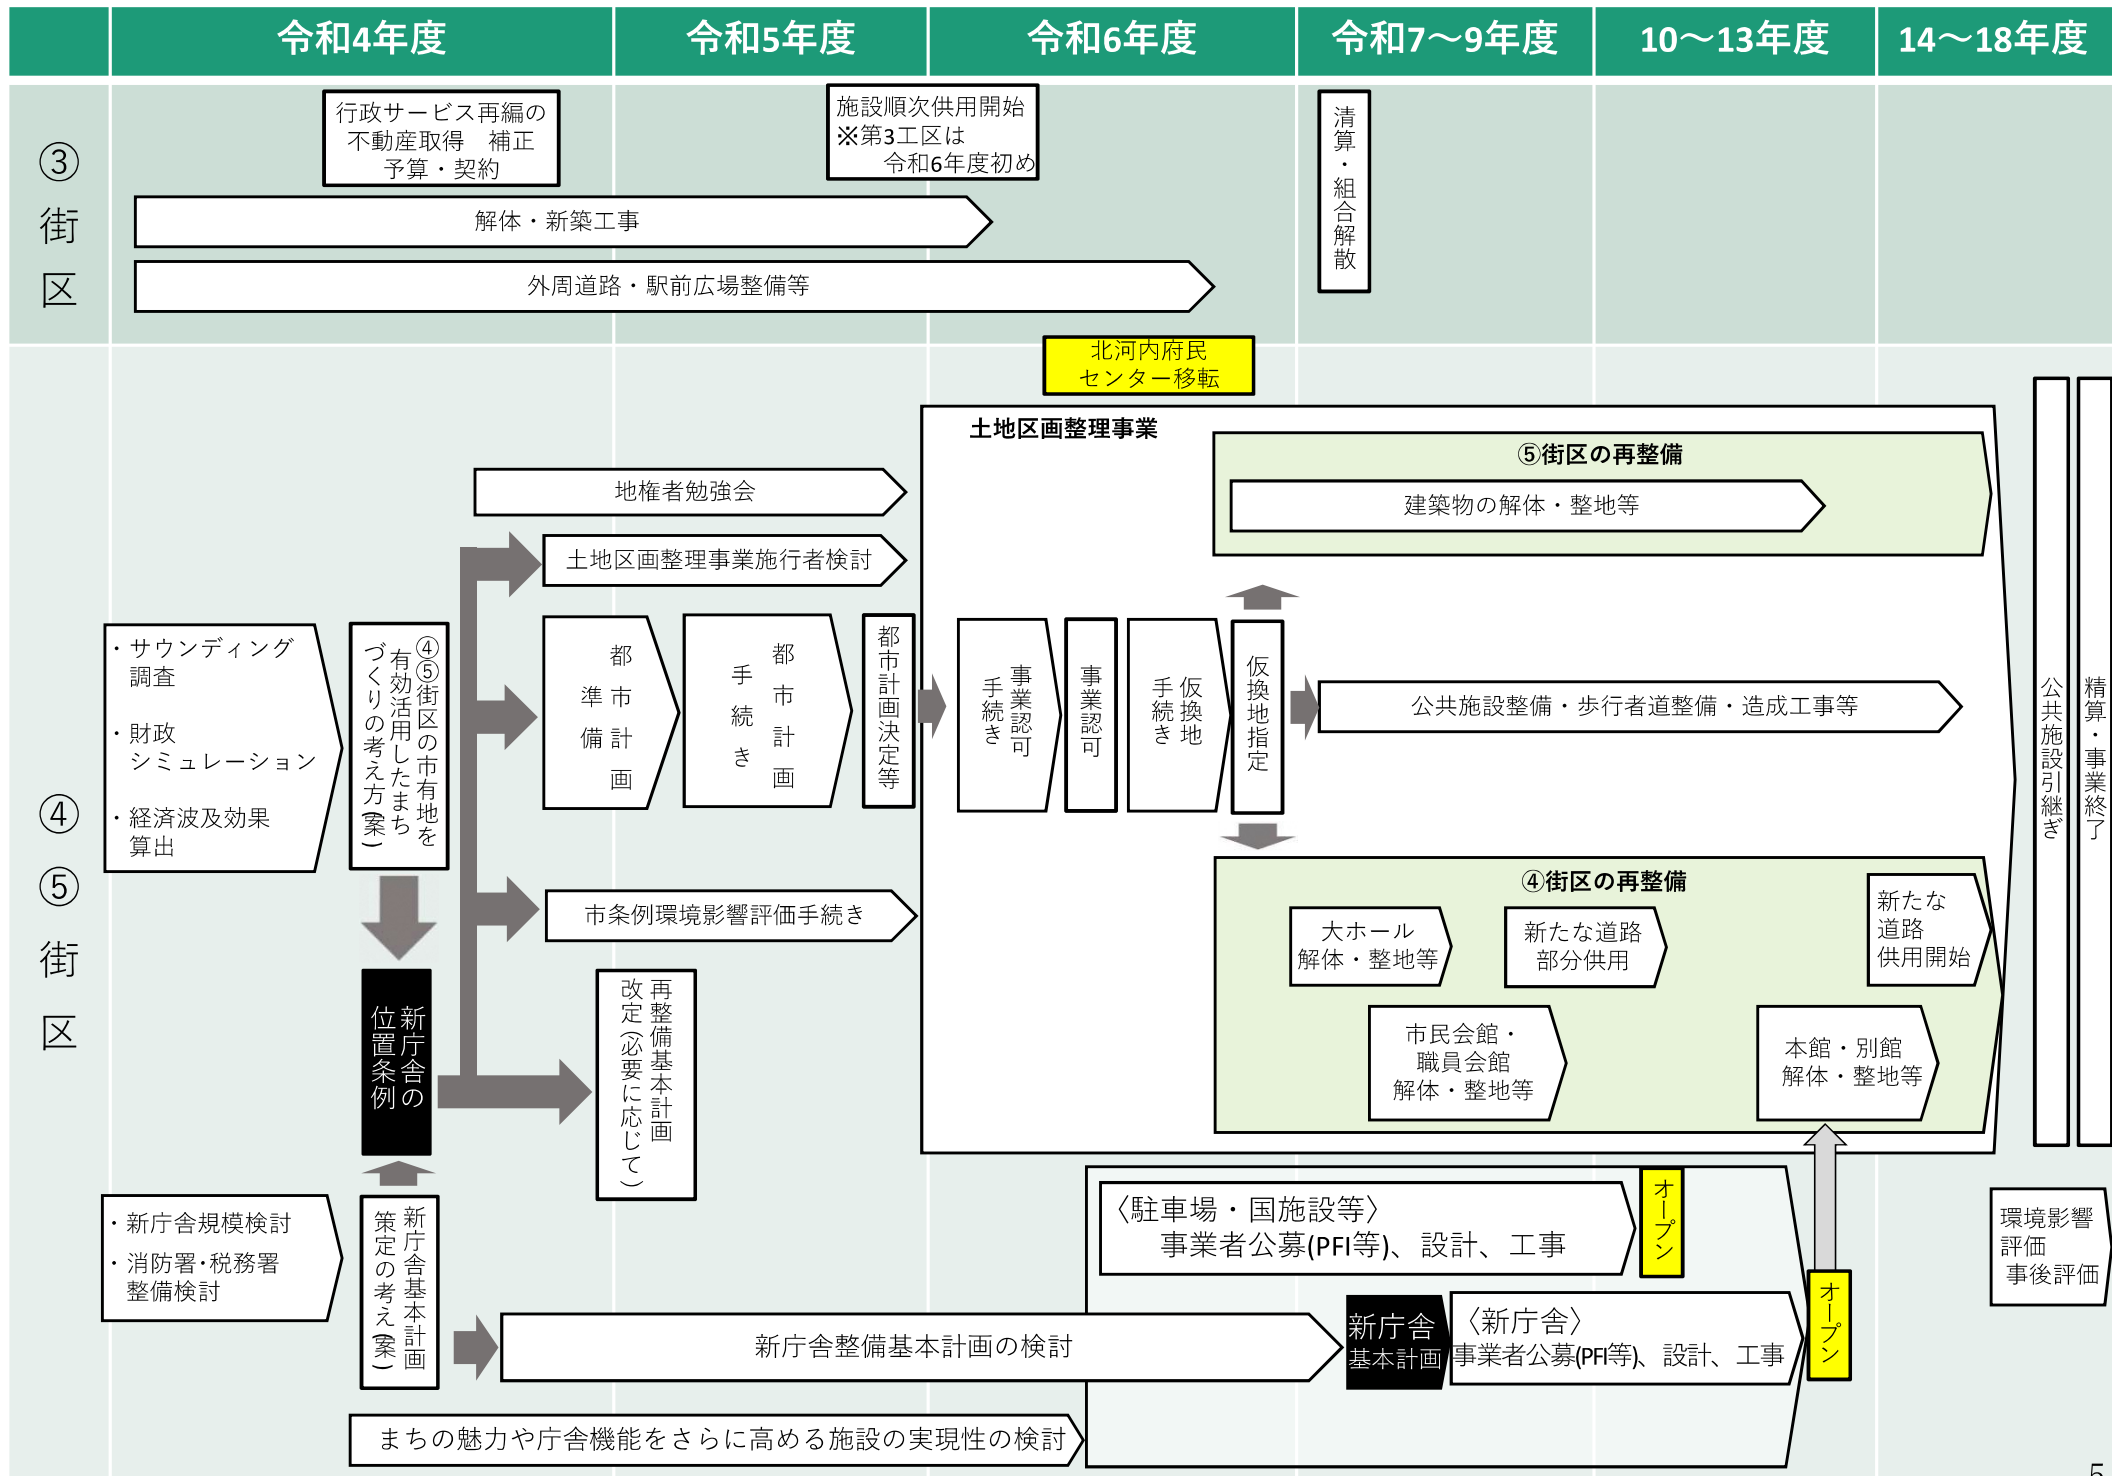 令和4年度
令和5年度
令和6年度
令和7～9年度
10～13年度
14～18年度
③
街
区
行政サービス再編の
不動産取得　補正
予算・契約
施設順次供用開始
※第3工区は
令和6年度初め
清算・組合解散
解体・新築工事
外周道路・駅前広場整備等
④
⑤
街
区
北河内府民
センター移転
土地区画整理事業
⑤街区の再整備
建築物の解体・整地等
地権者勉強会
土地区画整理事業施行者検討
・サウンディング
調査
・財政
シミュレーション
・経済波及効果
算出
④⑤街区の市有地を
有効活用したまち
づくりの考え方(案)
都市計画
準備
都市計画
手続き
都市計画決定等
事業認可
手続き
事業認可
仮換地
手続き
仮換地指定
公共施設整備・歩行者道整備・造成工事等
公共施設引継ぎ
精算・事業終了
市条例環境影響評価手続き
④街区の再整備
大ホール
解体・整地等
新たな道路
部分供用
新たな
道路
供用開始
市民会館・
職員会館
解体・整地等
本館・別館
解体・整地等
新庁舎の
位置条例
再整備基本計画
改定(必要に応じて)
・新庁舎規模検討
・消防署・税務署
整備検討
新庁舎基本計画
策定の考え(案)
〈駐車場・国施設等〉
事業者公募(PFI等)、設計、工事
オープン
環境影響
評価
事後評価
新庁舎整備基本計画の検討
新庁舎
基本計画
〈新庁舎〉
事業者公募(PFI等)、設計、工事
オープン
まちの魅力や庁舎機能をさらに高める施設の実現性の検討
5